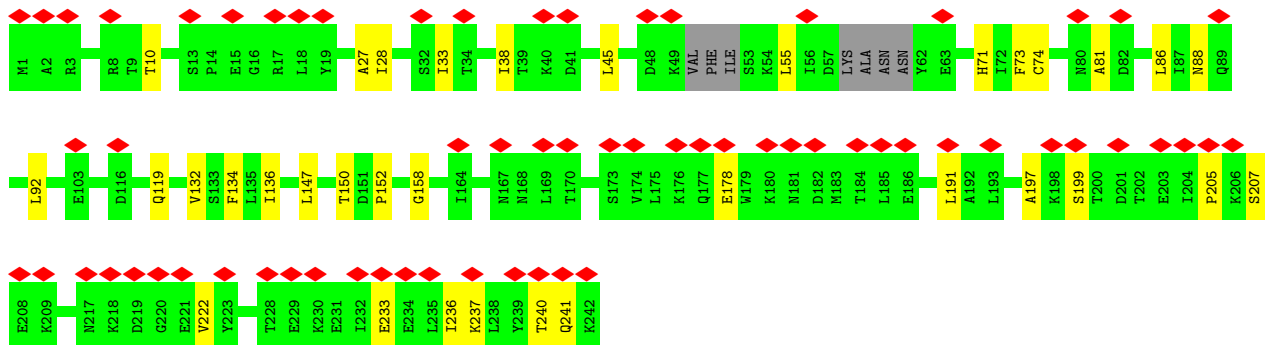 M1 A2 R3 R8 T9 T10 S13 P14 E15 G16 R17 L18 Y19 A27 I28 S32 I33 T34 I38 T39 K40 D41 L45 D48 K49 VAL PHE ILE S53 K54 L55 I56 D57 LYS ALA ASN ASN Y62 E63 H71 I72 F73 C74 N80 A81 D82 L86 I87 N88 Q89
L92 E103 D116 Q119 V132 S133 F134 L135 I136 L147 T150 D151 P152 G158 I164 N167 N168 L169 T170 S173 V174 L175 K176 Q177 E178 W179 K180 N181 D182 M183 T184 L185 E186 L191 A192 L193 A197 K198 S199 T200 D201 T202 E203 I204 P205 K206 S207
E208 K209 N217 K218 D219 G220 E221 V222 Y223 T228 E229 K230 E231 I232 E233 E234 L235 I236 K237 L238 Y239 T240 Q241 K242